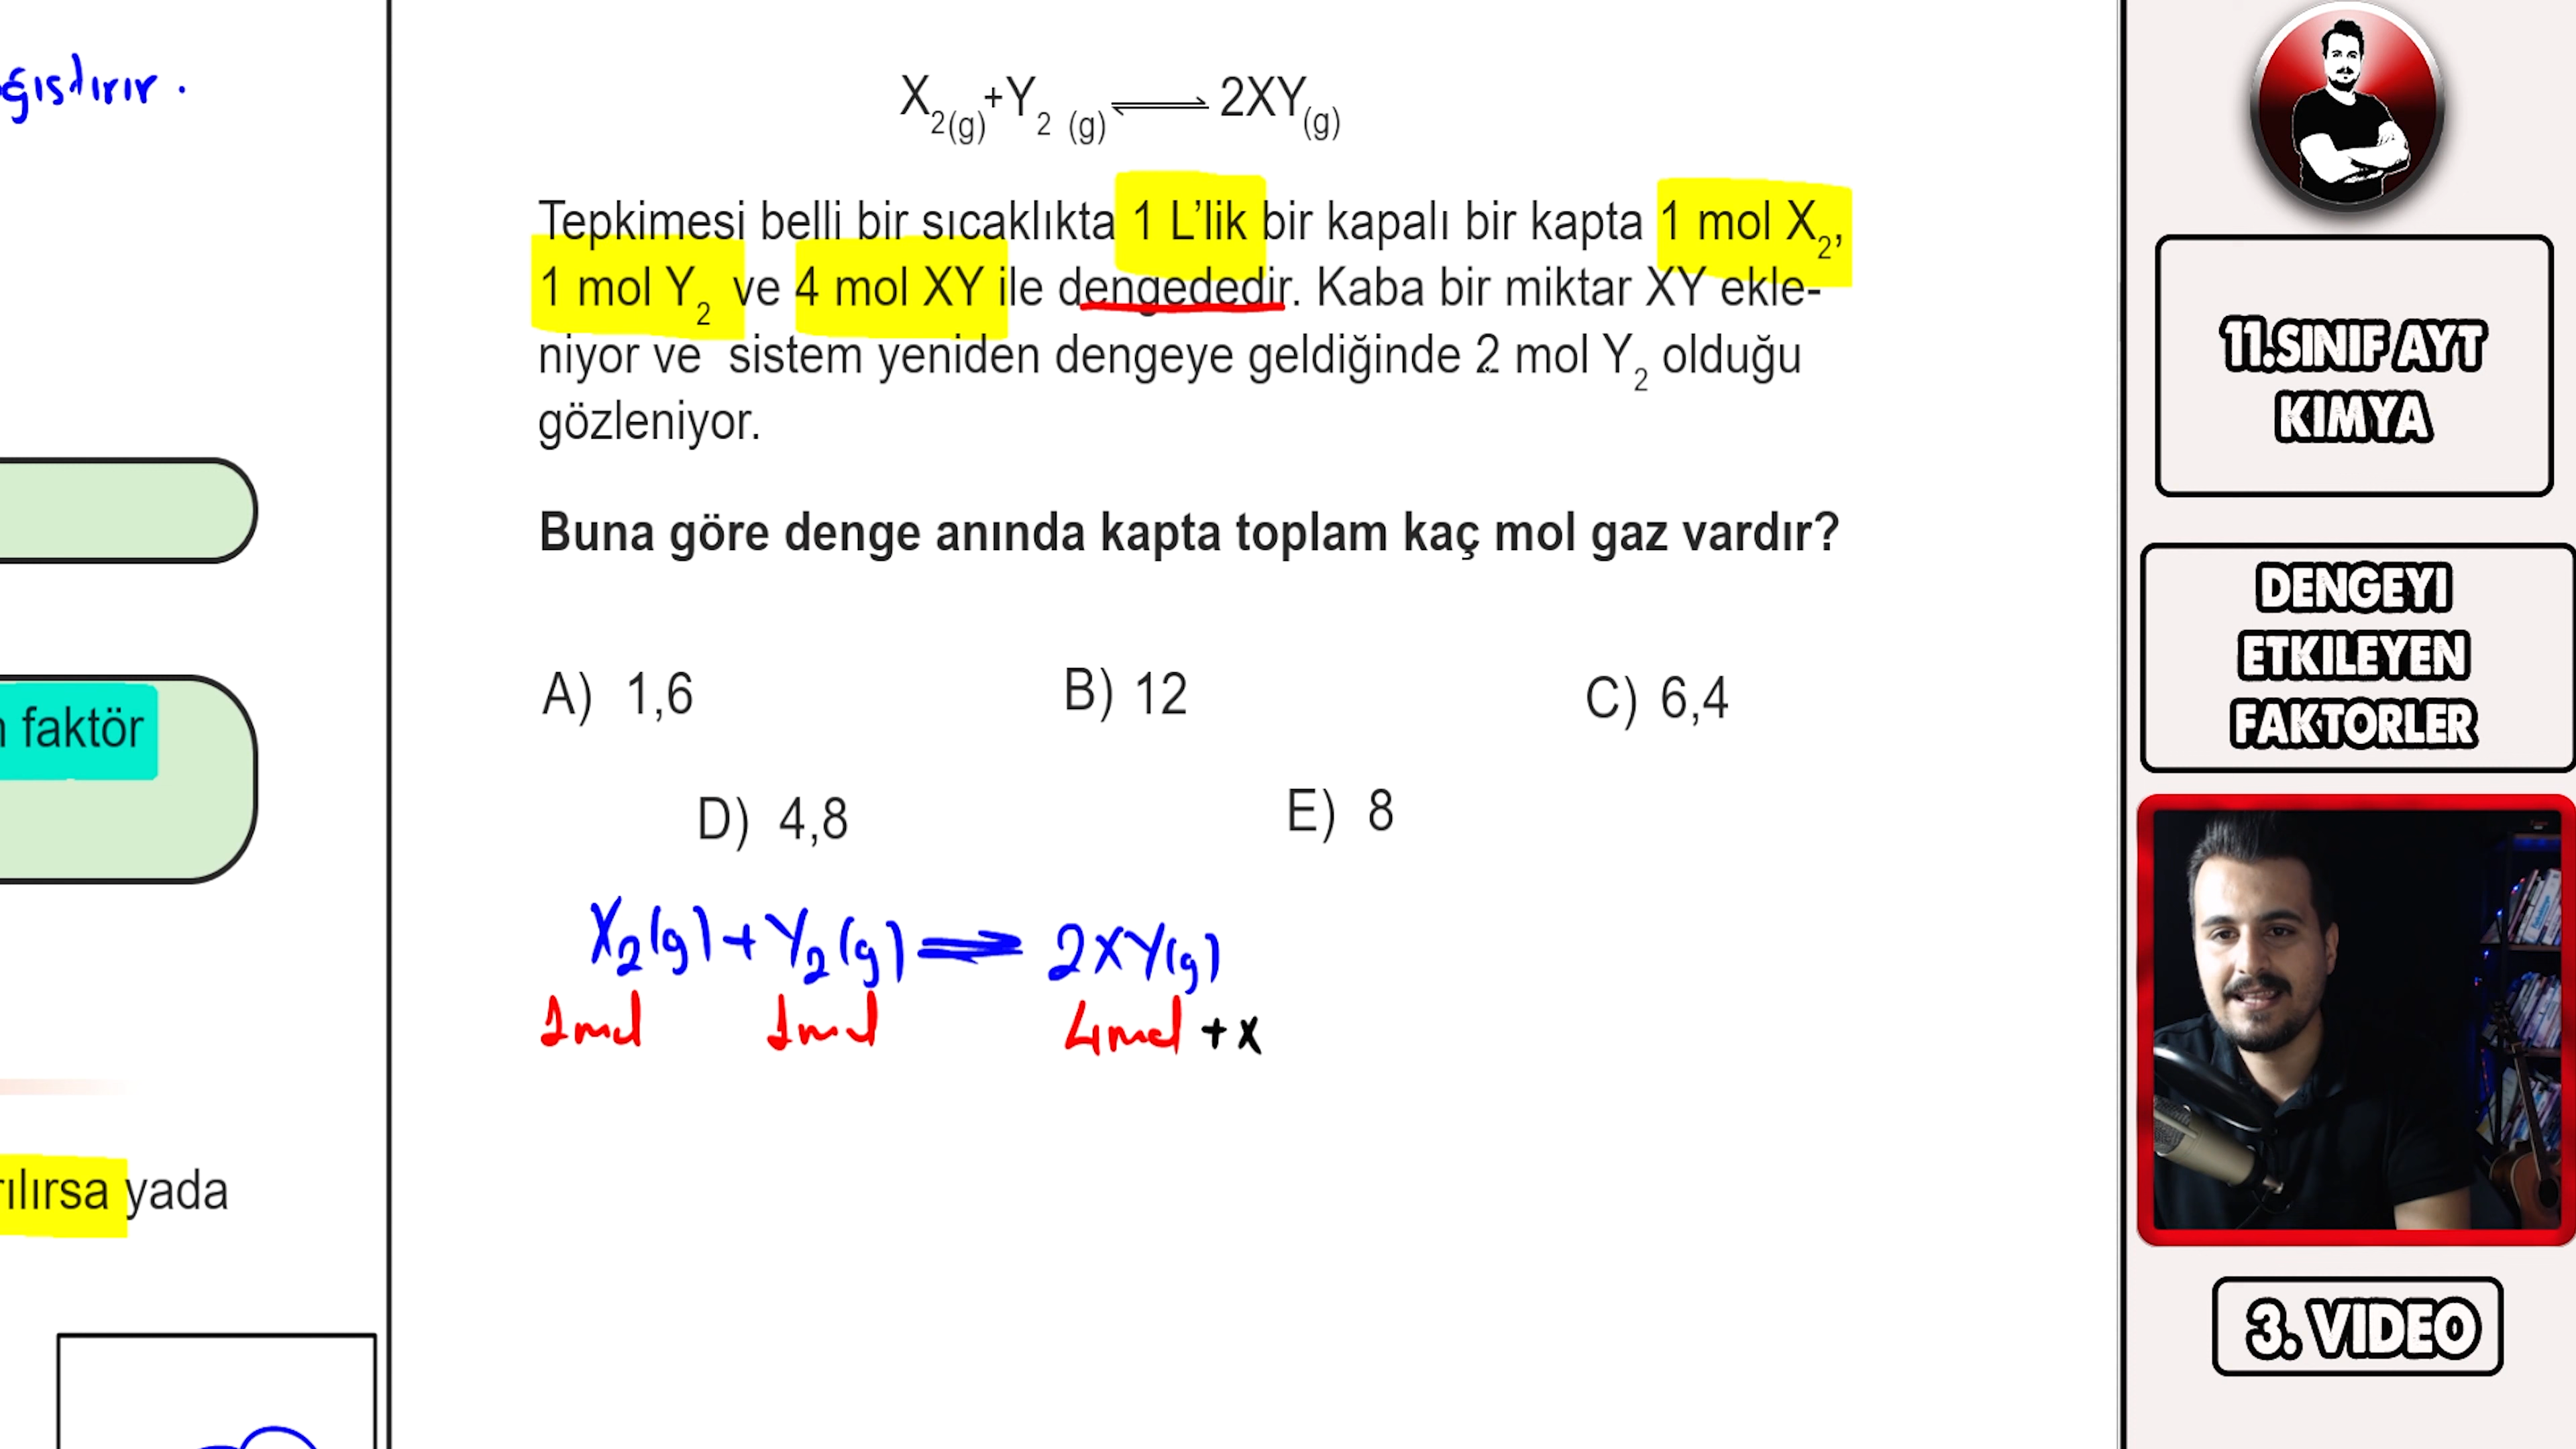 ğıştırır.
faktör
rılırsa yada
X2(g)+Y2 (g) ⇌ 2XY(g)
Tepkimesi belli bir sıcaklıkta 1 L'lik bir kapalı bir kapta 1 mol X2,
1 mol Y2 ve 4 mol XY ile dengededir. Kaba bir miktar XY ekle-
niyor ve sistem yeniden dengeye geldiğinde 2 mol Y2 olduğu
gözleniyor.
Buna göre denge anında kapta toplam kaç mol gaz vardır?
A) 1,6 B) 12 C) 6,4
D) 4,8 E) 8
X2(g)+Y2(g) ⇌ 2XY(g)
1mol 1mol 4mol +x
11.SINIF AYT
KIMYA
DENGEYI
ETKILEYEN
FAKTORLER
3. VIDEO